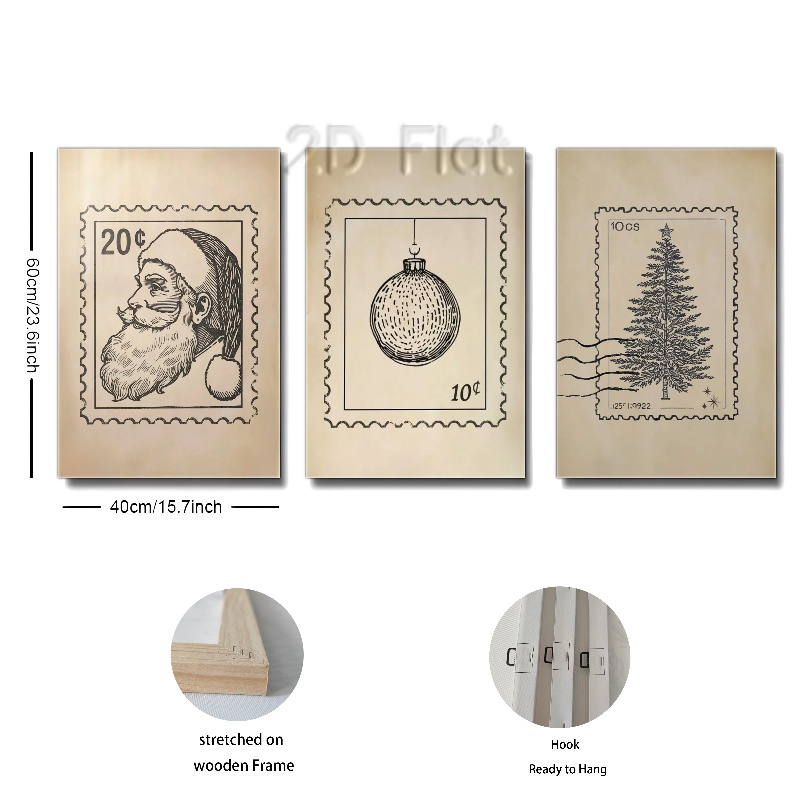 2D Flat
60cm/23.6inch
20¢
10¢
10cs
40cm/15.7inch
stretched on
wooden Frame
Hook
Ready to Hang